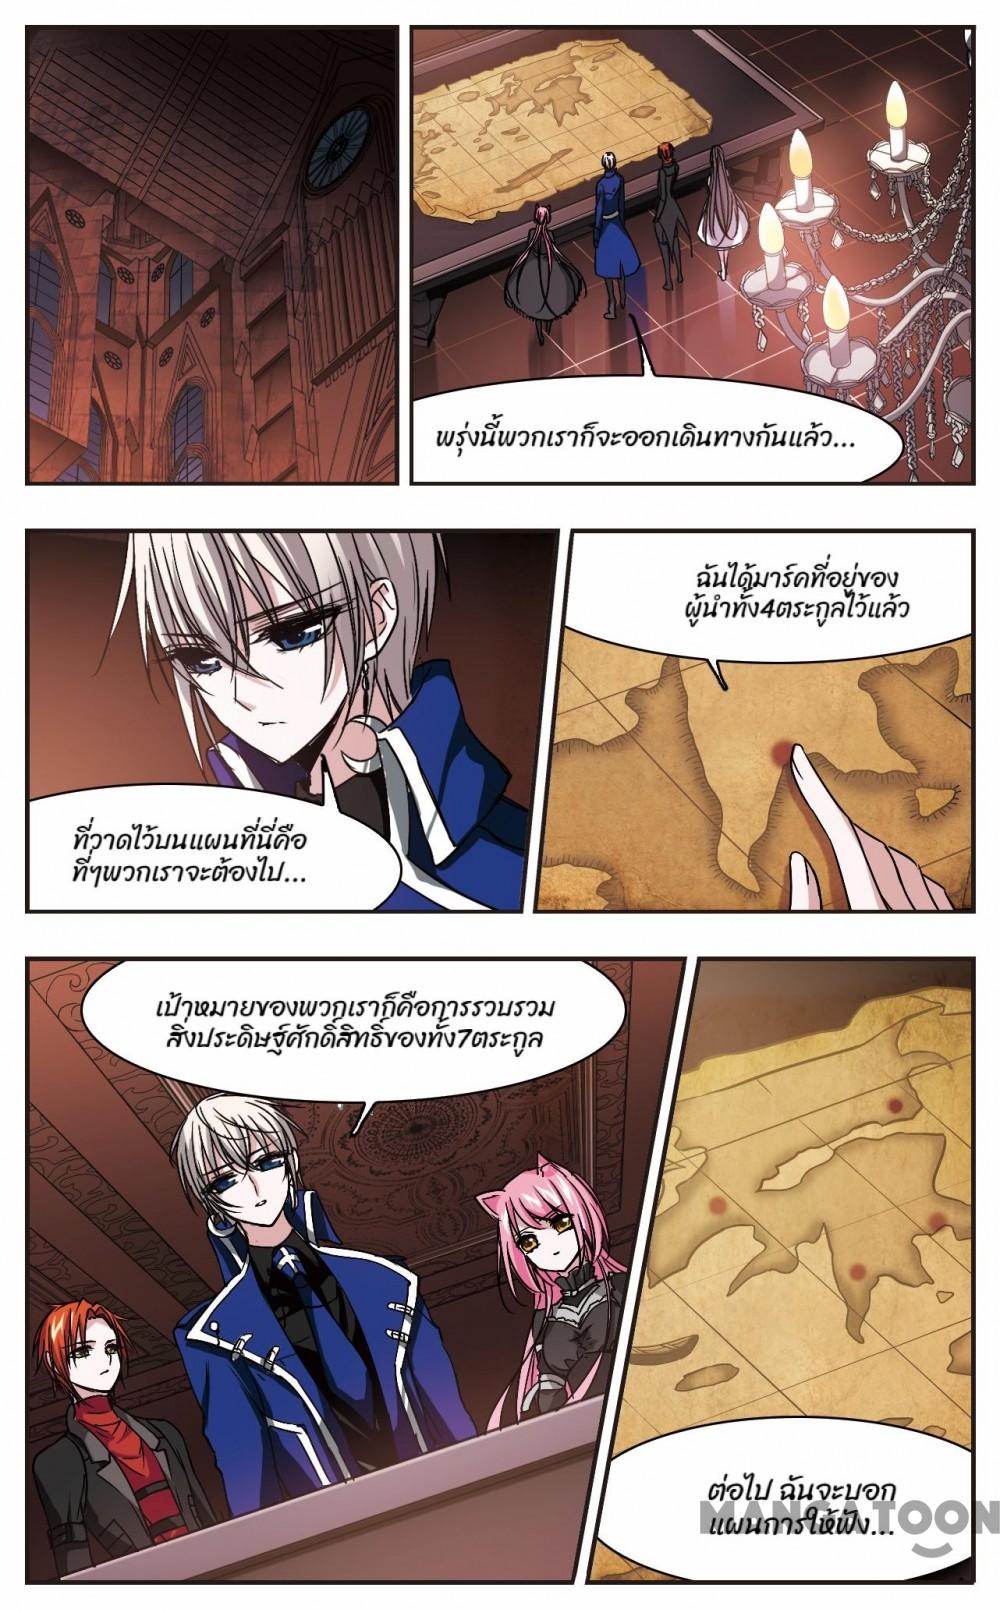 พรุ่งนี้พวกเราก็จะออกเดินทางกันแล้ว...
ที่วาดไว้บนแผนที่นี่คือ
ที่ๆพวกเราจะต้องไป...
ฉันได้มาร์คที่อยู่ของ
ผู้นำทั้ง4ตระกูลไว้แล้ว
เป้าหมายของพวกเราก็คือการรวบรวม
สิ่งประดิษฐ์ศักดิ์สิทธิ์ของทั้ง7ตระกูล
ต่อไป ฉันจะบอก
แผนการให้ฟัง...
MANGATOON